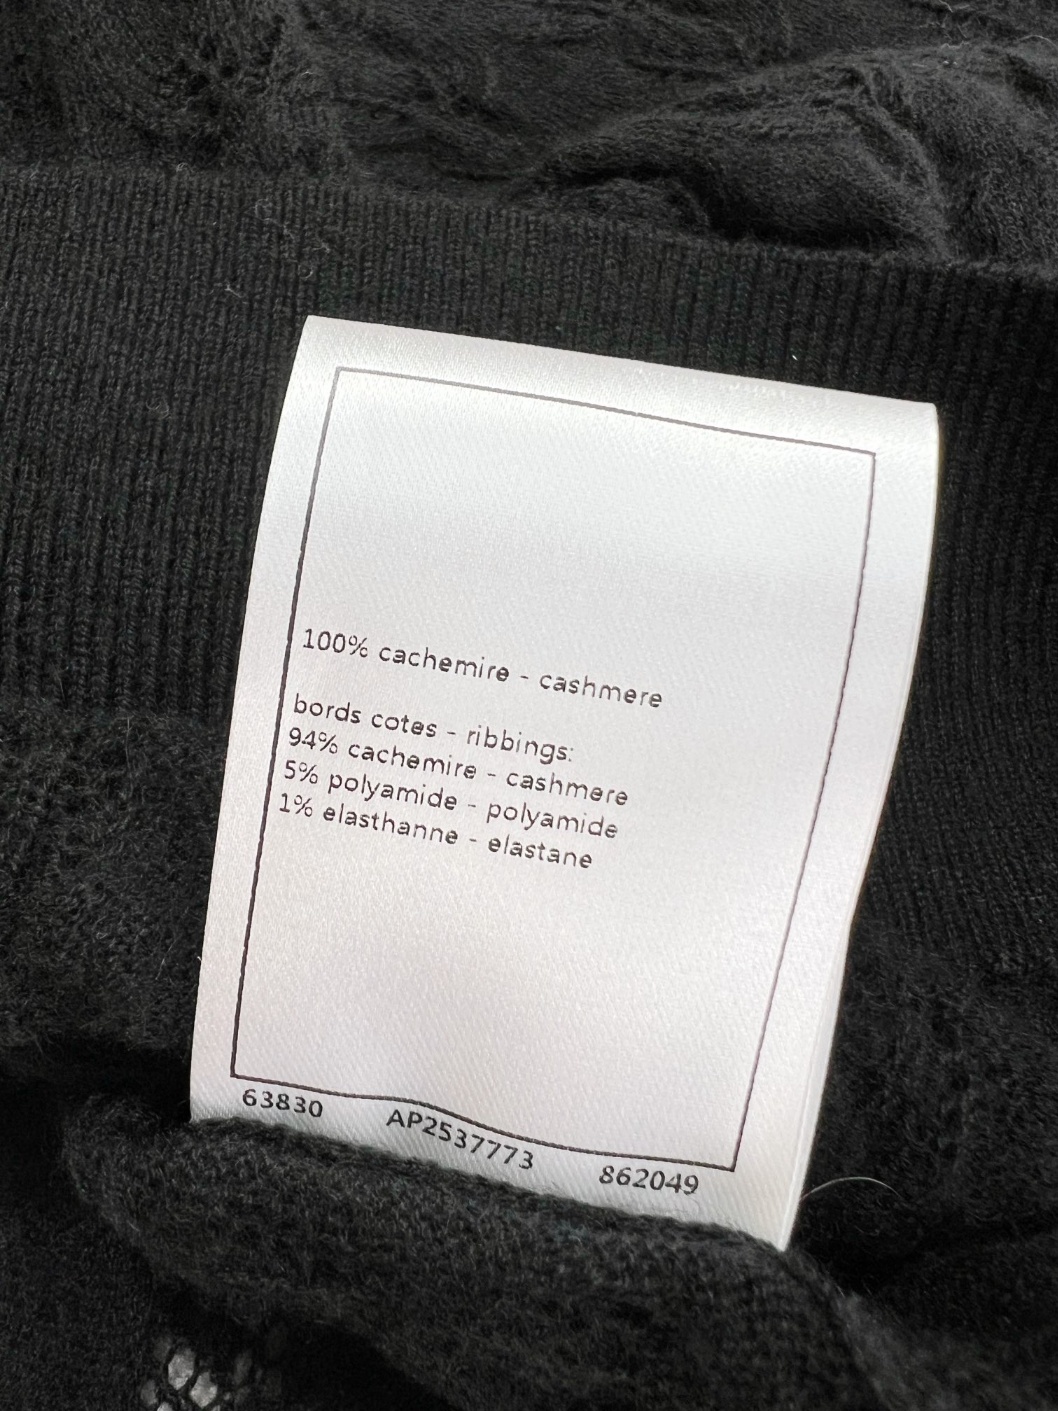 100% cachemire - cashmere
bords cotes - ribbings:
94% cachemire - cashmere
5% polyamide - polyamide
1% elasthanne - elastane
63830 AP2537773 862049